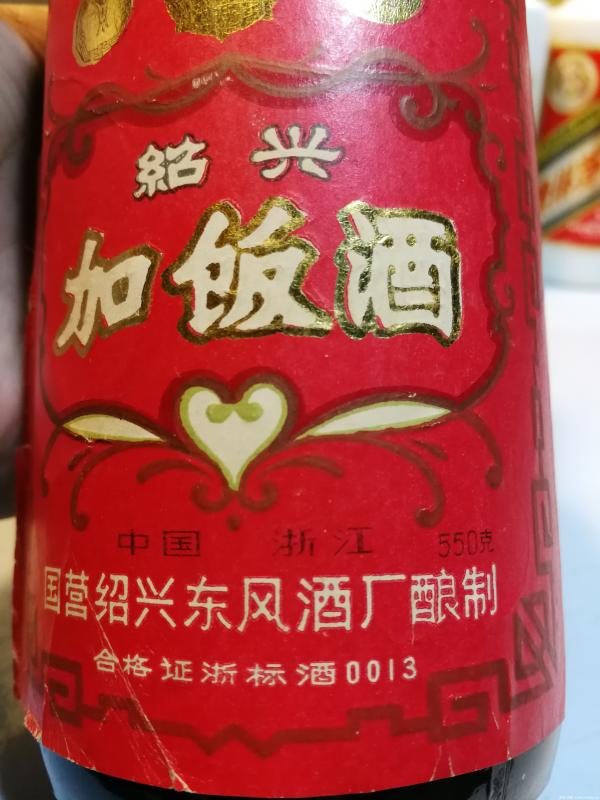 紹兴
加饭酒
中国 浙江 550克
国营绍兴东风酒厂酿制
合格证浙标酒0013